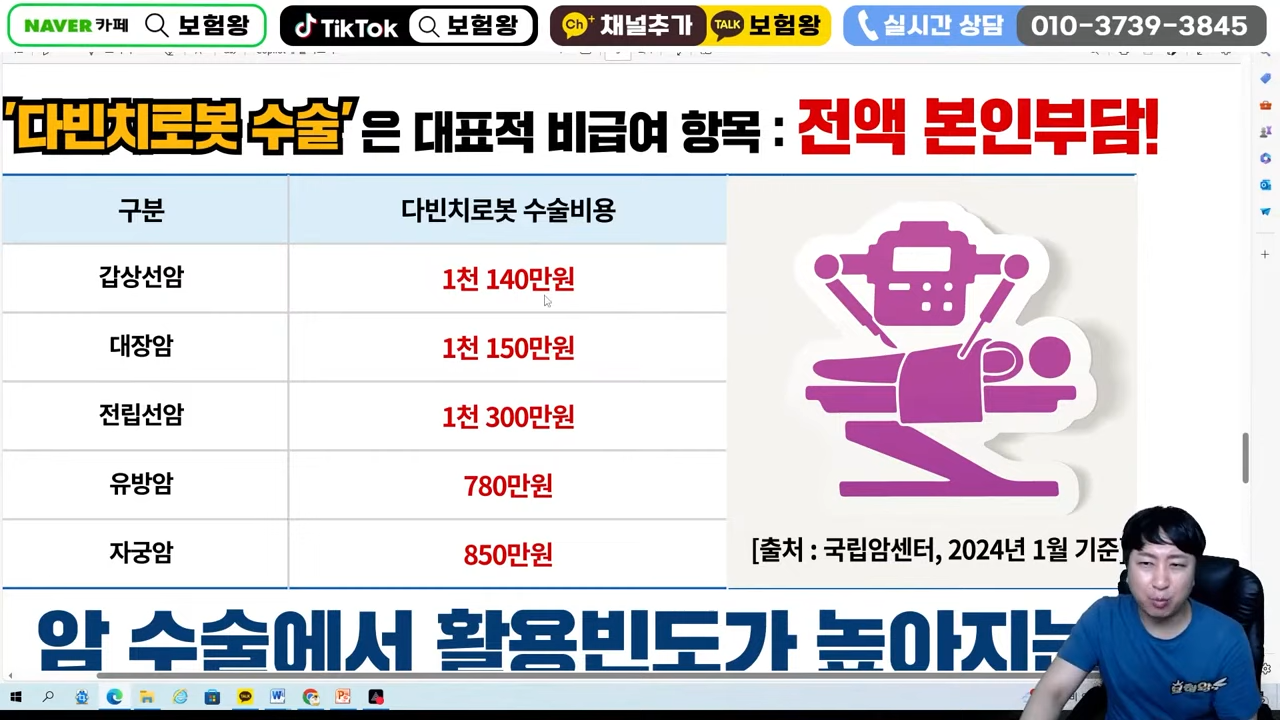 NAVER 카페 보험왕
TikTok 보험왕
Ch+ 채널추가 TALK 보험왕
실시간 상담 010-3739-3845
'다빈치로봇 수술'은 대표적 비급여 항목 : 전액 본인부담!
구분 다빈치로봇 수술비용
갑상선암 1천 140만원
대장암 1천 150만원
전립선암 1천 300만원
유방암 780만원
자궁암 850만원
[출처 : 국립암센터, 2024년 1월 기준]
암 수술에서 활용빈도가 높아지는
보험왕